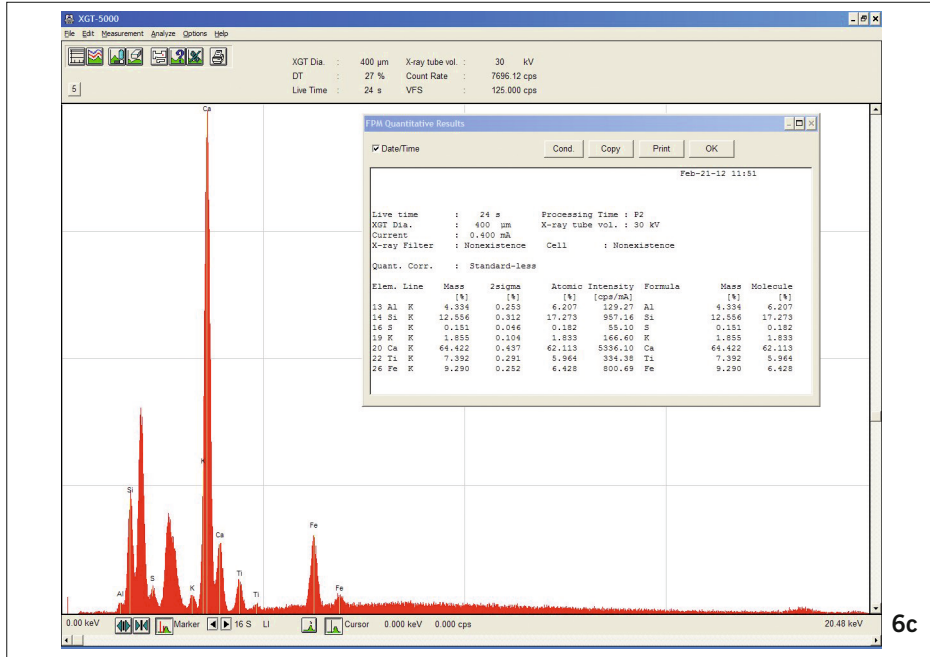 XGT-5000
File Edit Measurement Analyze Options Help
XGT Dia. : 400 µm X-ray tube vol. : 30 kV
DT : 27 % Count Rate : 7696.12 cps
Live Time : 24 s VFS : 125.000 cps
5
FPM Quantitative Results
Date/Time Cond. Copy Print OK
Feb-21-12 11:51
Live time : 24 s Processing Time : P2
XGT Dia. : 400 µm X-ray tube vol. : 30 kV
Current : 0.400 mA
X-ray Filter : Nonexistence Cell : Nonexistence
Quant. Corr. : Standard-less
Elem. Line Mass 2sigma Atomic Intensity Formula Mass Molecule
[%] [%] [%] [cps/mA] [%] [%]
13 Al K 4.334 0.253 6.207 129.27 Al 4.334 6.207
14 Si K 12.556 0.312 17.273 957.16 Si 12.556 17.273
16 S K 0.151 0.046 0.182 55.10 S 0.151 0.182
19 K K 1.855 0.104 1.833 166.60 K 1.855 1.833
20 Ca K 64.422 0.437 62.113 5336.10 Ca 64.422 62.113
22 Ti K 7.392 0.291 5.964 334.38 Ti 7.392 5.964
26 Fe K 9.290 0.252 6.428 800.69 Fe 9.290 6.428
Ca
K
Si
Fe
Ca
Ti
S
K
Fe
Al
Ti
0.00 keV Marker 16 S LI Cursor 0.000 keV 0.000 cps 20.48 keV
6c